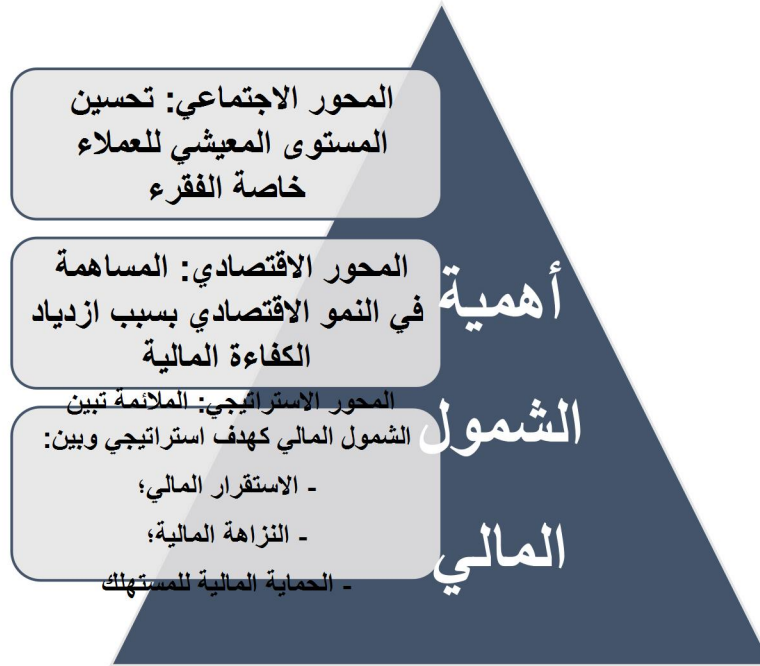 المحور الاجتماعي: تحسين
المستوى المعيشي للعملاء
خاصة الفقرء
المحور الاقتصادي: المساهمة
في النمو الاقتصادي بسبب ازدياد
الكفاءة المالية
المحور الاستراتيجي: الملائمة تبين
الشمول المالي كهدف استراتيجي وبين:
- الاستقرار المالي؛
- النزاهة المالية؛
- الحماية المالية للمستهلك
أهمية
الشمول
المالي